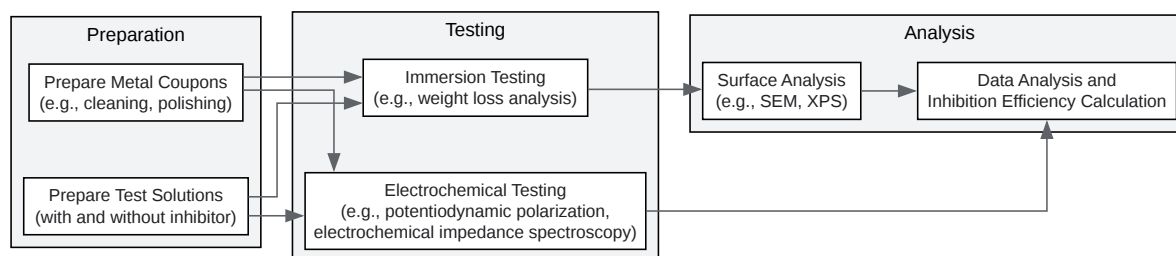 Preparation
Prepare Metal Coupons
(e.g., cleaning, polishing)
Prepare Test Solutions
(with and without inhibitor)
Testing
Immersion Testing
(e.g., weight loss analysis)
Electrochemical Testing
(e.g., potentiodynamic polarization,
electrochemical impedance spectroscopy)
Analysis
Surface Analysis
(e.g., SEM, XPS)
Data Analysis and
Inhibition Efficiency Calculation